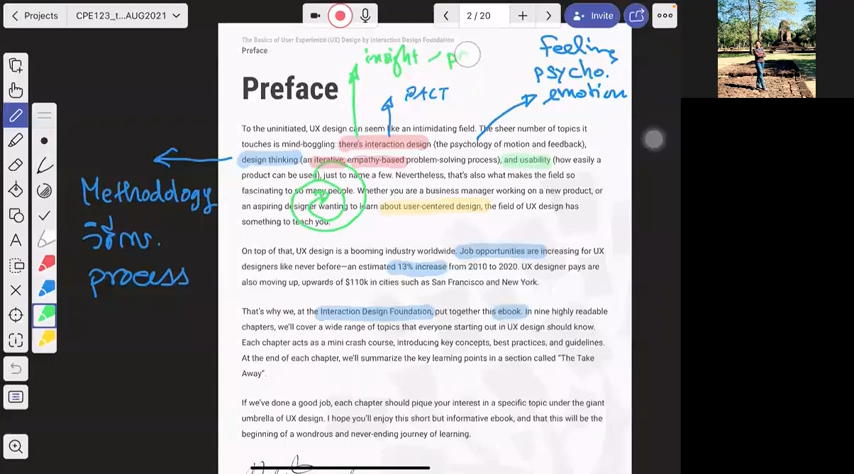 Projects
CPE123_t...AUG2021
2 / 20
Invite
The Basics of User Experience (UX) Design by Interaction Design Foundation
Preface
insight
feeling
psycho.
emotion
PACT
Preface
To the uninitiated, UX design can seem like an intimidating field. The sheer number of topics it
touches is mind-boggling: there's interaction design (the psychology of motion and feedback),
design thinking (an iterative, empathy-based problem-solving process), and usability (how easily a
product can be used), just to name a few. Nevertheless, that's also what makes the field so
fascinating to so many people. Whether you are a business manager working on a new product, or
an aspiring designer wanting to learn about user-centered design, the field of UX design has
something to teach you.
Methodology
วิธีการ
process
On top of that, UX design is a booming industry worldwide. Job opportunities are increasing for UX
designers like never before—an estimated 13% increase from 2010 to 2020. UX designer pays are
also moving up, upwards of $110k in cities such as San Francisco and New York.
That's why we, at the Interaction Design Foundation, put together this ebook. In nine highly readable
chapters, we'll cover a wide range of topics that everyone starting out in UX design should know.
Each chapter acts as a mini crash course, introducing key concepts, best practices, and guidelines.
At the end of each chapter, we'll summarize the key learning points in a section called "The Take
Away".
If we've done a good job, each chapter should pique your interest in a specific topic under the giant
umbrella of UX design. I hope you'll enjoy this short but informative ebook, and that this will be the
beginning of a wondrous and never-ending journey of learning.